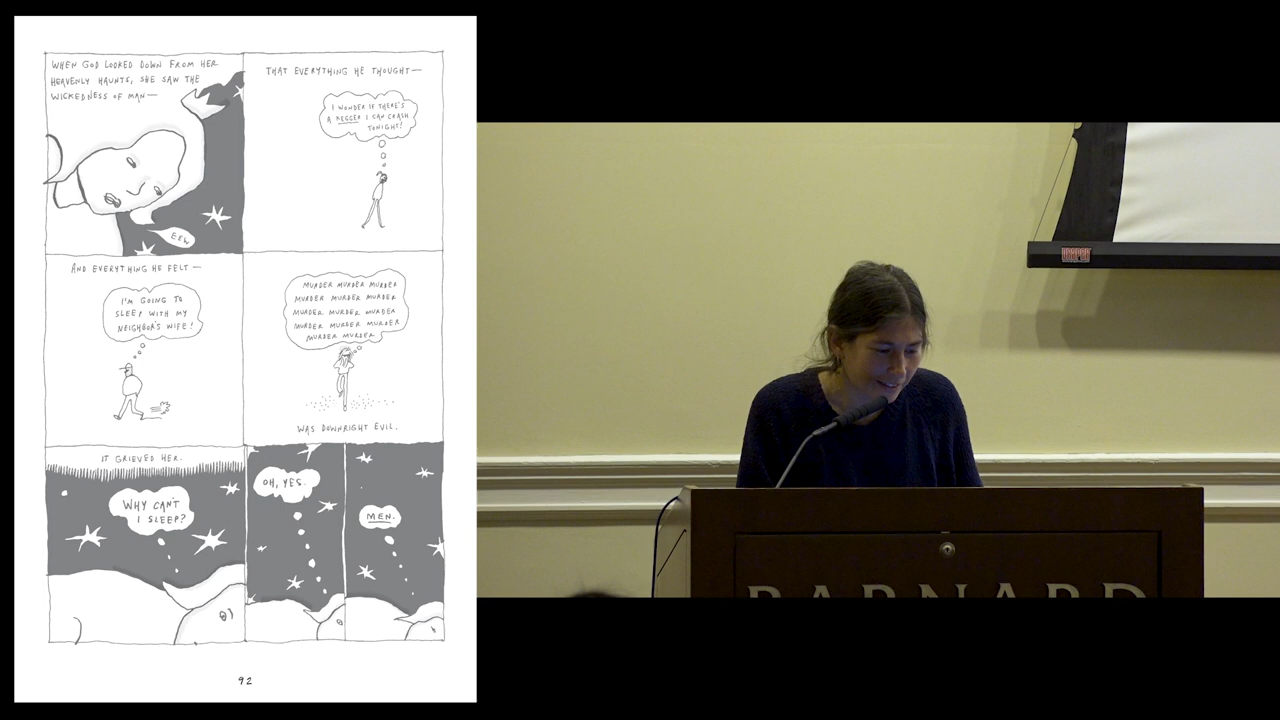 WHEN GOD LOOKED DOWN FROM HER
HEAVENLY HAUNTS, SHE SAW THE
WICKEDNESS OF MAN—
EEW
THAT EVERYTHING HE THOUGHT—
I WONDER IF THERE'S
A REGGER I CAN CRASH
TONIGHT!
AND EVERYTHING HE FELT—
I'M GOING TO
SLEEP WITH MY
NEIGHBOR'S WIFE!
MURDER MURDER MURDER
MURDER MURDER MURDER
MURDER MURDER MURDER
MURDER MURDER MURDER
MURDER MURDER
WAS DOWNRIGHT EVIL.
IT GRIEVED HER.
WHY CAN'T
I SLEEP?
OH, YES.
MEN.
92
DRAPER
BARNARD